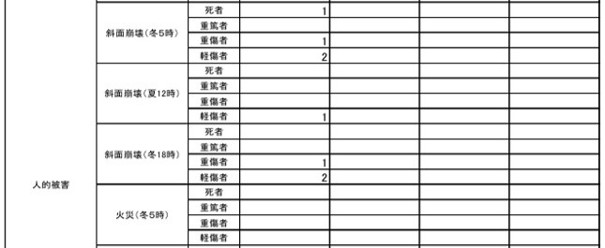 斜面崩壊(冬5時) 死者 1
重篤者
重傷者 1
軽傷者 2
斜面崩壊(夏12時) 死者
重篤者
重傷者
軽傷者 1
斜面崩壊(冬18時) 死者
重篤者
重傷者 1
軽傷者 2
人的被害
火災(冬5時) 死者
重篤者
重傷者
軽傷者